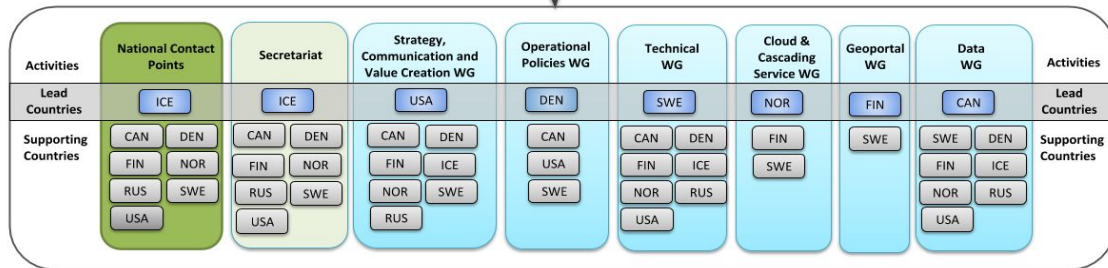 Activities
National Contact
Points
Secretariat
Strategy,
Communication and
Value Creation WG
Operational
Policies WG
Technical
WG
Cloud &
Cascading
Service WG
Geoportal
WG
Data
WG
Activities
Lead
Countries
ICE
ICE
USA
DEN
SWE
NOR
FIN
CAN
Lead
Countries
Supporting
Countries
CAN DEN
FIN NOR
RUS SWE
USA
CAN DEN
FIN NOR
RUS SWE
USA
CAN DEN
FIN ICE
NOR SWE
RUS
CAN
USA
SWE
CAN DEN
FIN ICE
NOR RUS
USA
FIN
SWE
SWE
SWE DEN
FIN ICE
NOR RUS
USA
Supporting
Countries